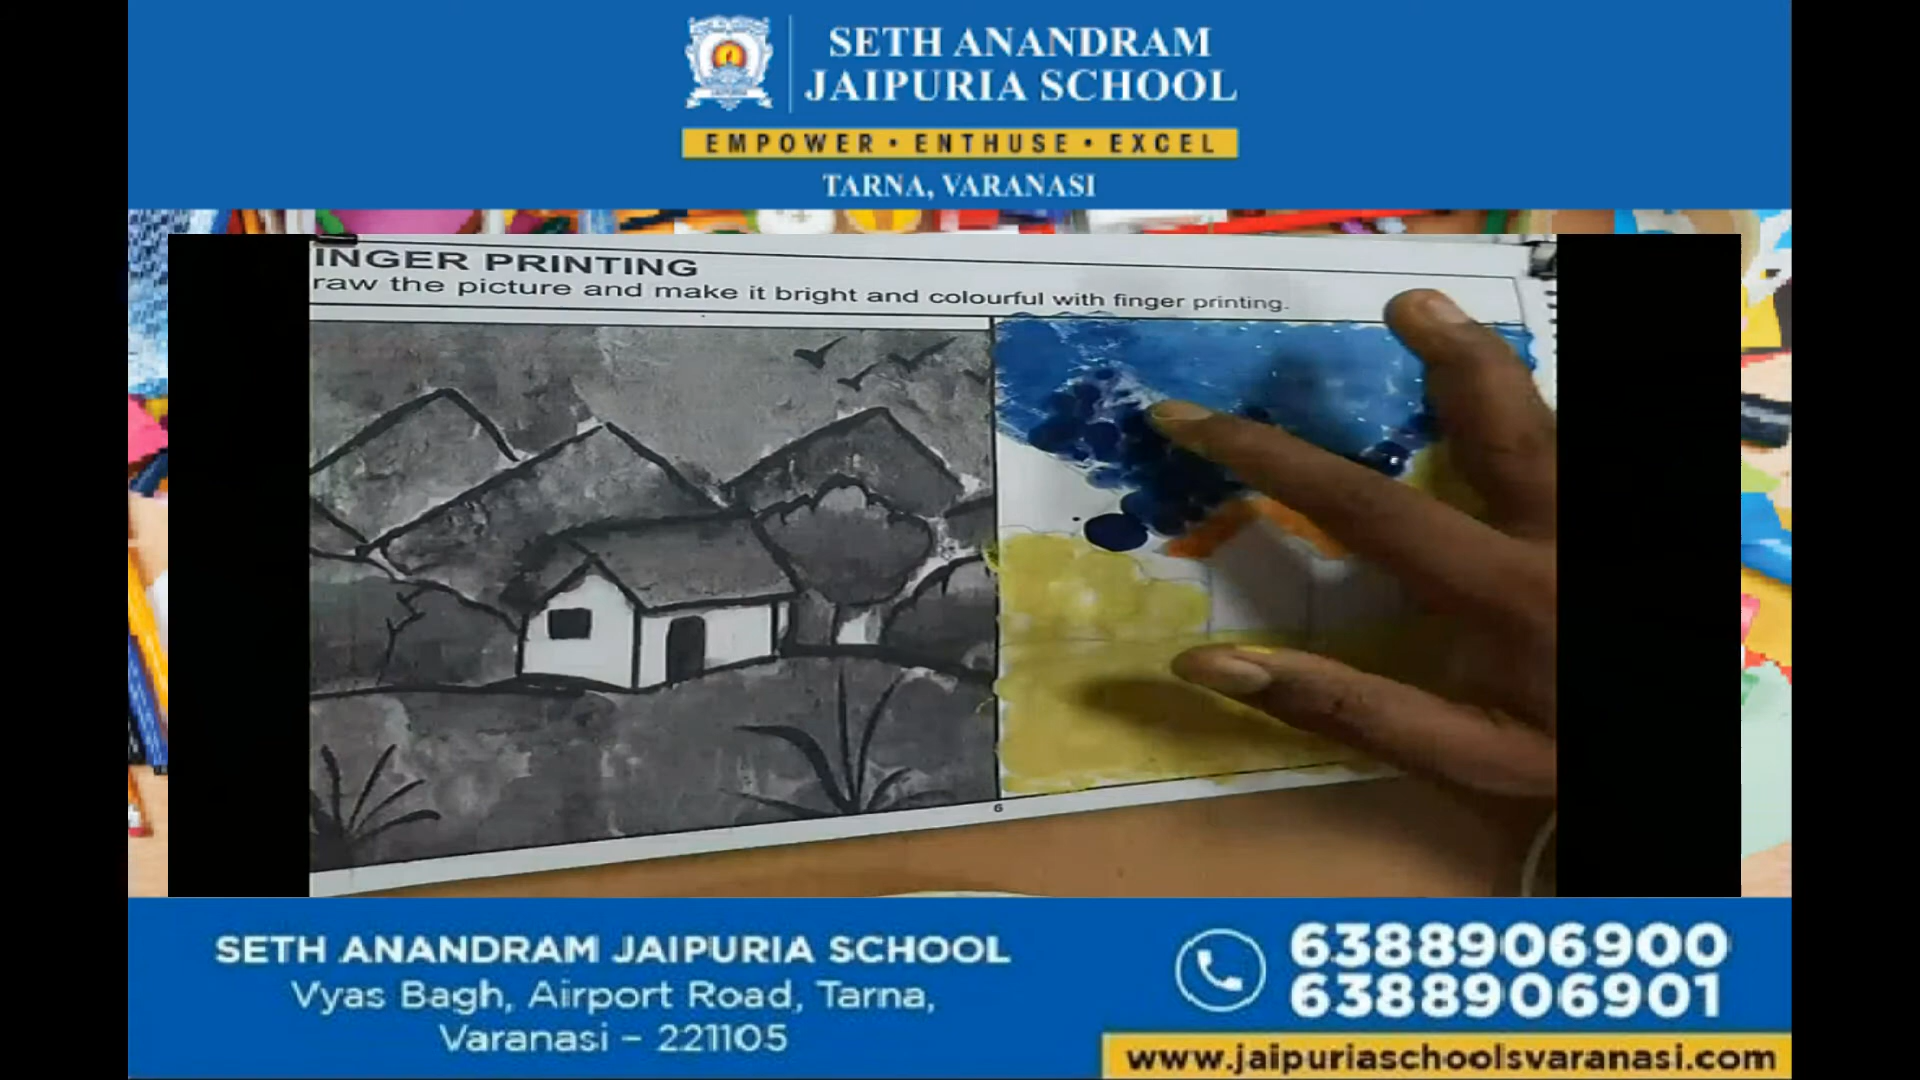 SETH ANANDRAM
JAIPURIA SCHOOL
EMPOWER • ENTHUSE • EXCEL
TARNA, VARANASI
INGER PRINTING
raw the picture and make it bright and colourful with finger printing.
6
SETH ANANDRAM JAIPURIA SCHOOL
Vyas Bagh, Airport Road, Tarna,
Varanasi – 221105
6388906900
6388906901
www.jaipuriaschoolsvaranasi.com